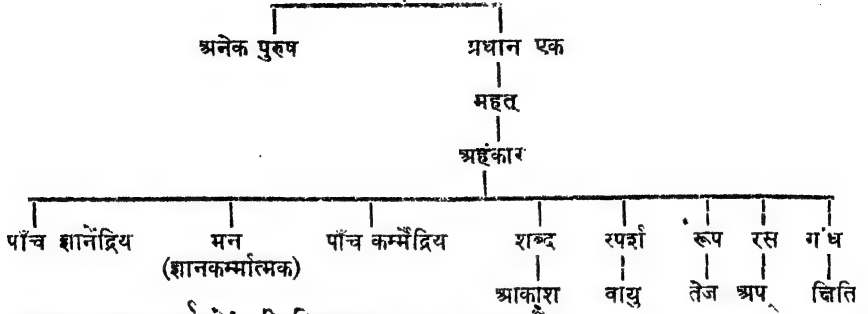 अनेक पुरुष प्रधान एक
महत्
अहंकार
पाँच ज्ञानेंद्रिय मन पाँच कर्म्मेंद्रिय शब्द स्पर्श रूप रस गंध
(ज्ञानकर्म्मात्मक)
आकाश वायु तेज अप् क्षिति